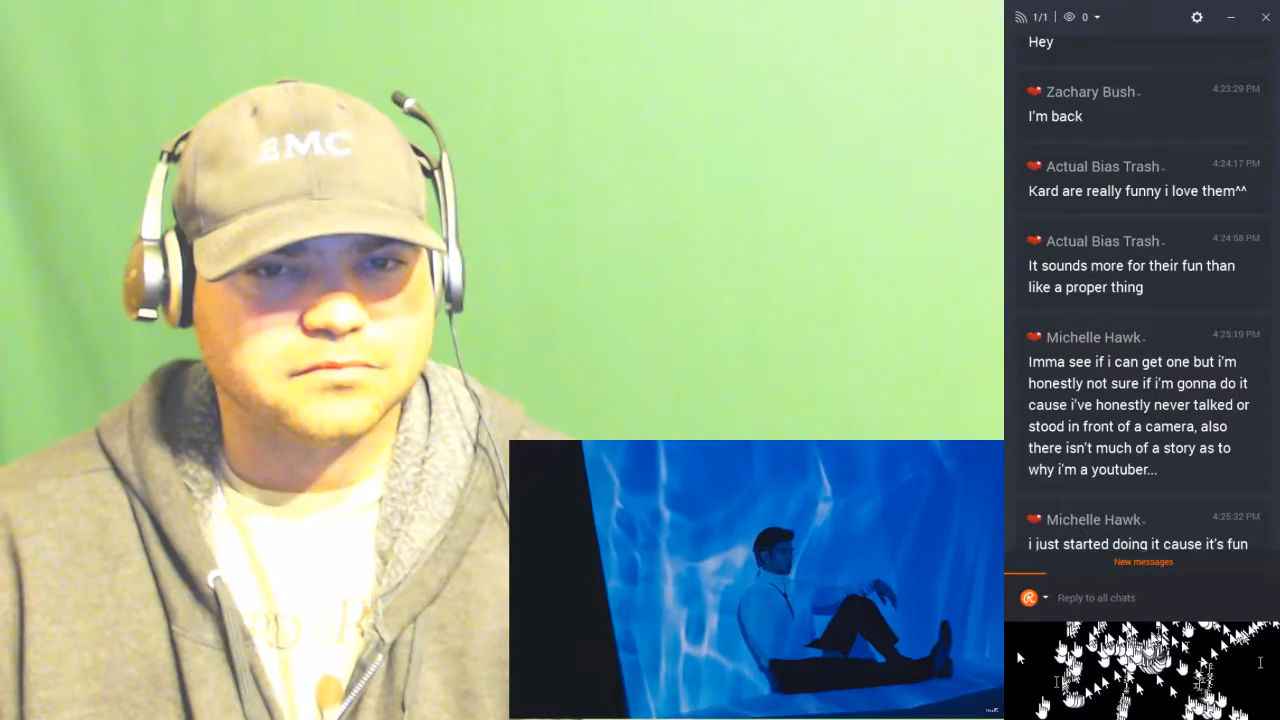 EMC
1/1
0
Hey
Zachary Bush
4:23:29 PM
I'm back
Actual Bias Trash
4:24:17 PM
Kard are really funny i love them^^
Actual Bias Trash
4:24:58 PM
It sounds more for their fun than
like a proper thing
Michelle Hawk
4:25:19 PM
Imma see if i can get one but i'm
honestly not sure if i'm gonna do it
cause i've honestly never talked or
stood in front of a camera, also
there isn't much of a story as to
why i'm a youtuber...
Michelle Hawk
4:25:32 PM
i just started doing it cause it's fun
New messages
Reply to all chats